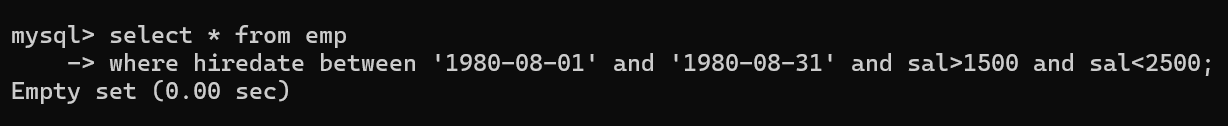 mysql> select * from emp
    -> where hiredate between '1980-08-01' and '1980-08-31' and sal>1500 and sal<2500;
Empty set (0.00 sec)